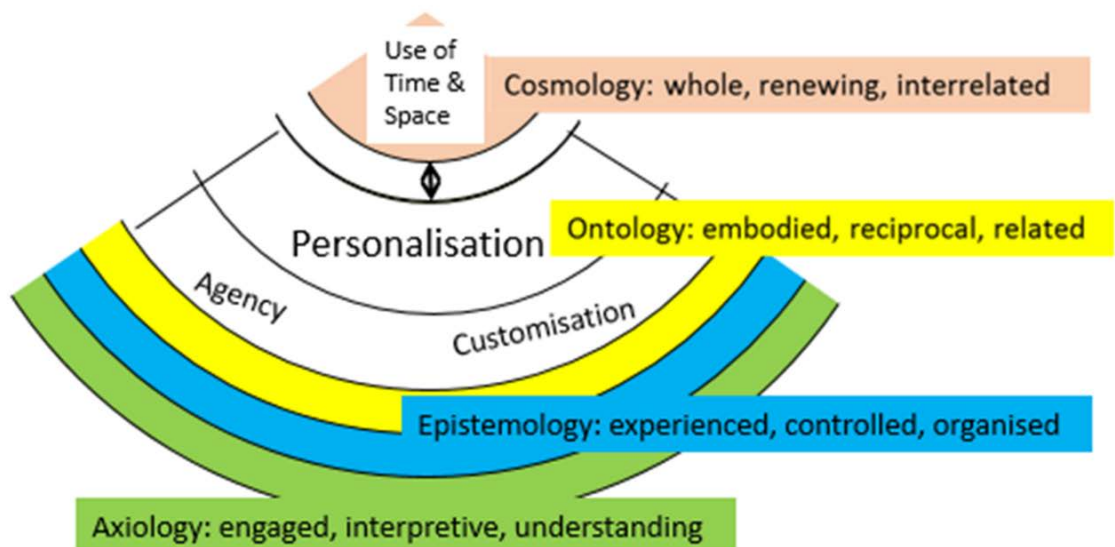 Use of
Time &
Space
Cosmology: whole, renewing, interrelated
Ontology: embodied, reciprocal, related
Personalisation
Agency
Customisation
Epistemology: experienced, controlled, organised
Axiology: engaged, interpretive, understanding